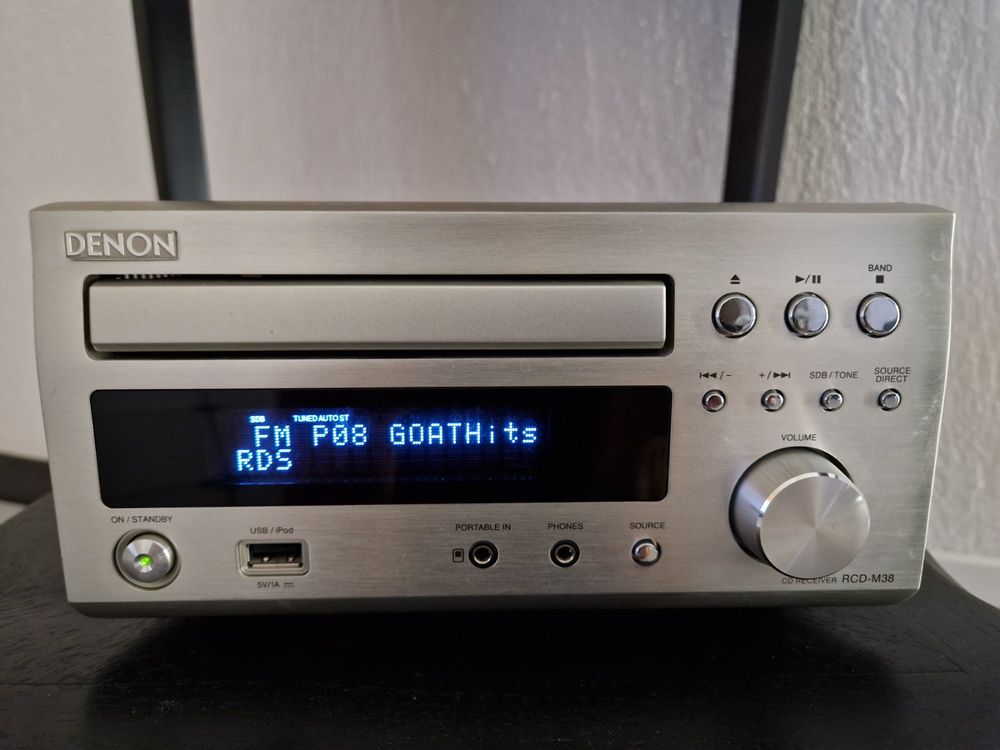 DENON
BAND
SDB / TONE
SOURCE
DIRECT
SDB TUNED AUTO ST
FM P08 GOATHits
RDS
VOLUME
ON / STANDBY
USB / iPod
5V/1A
PORTABLE IN
PHONES
SOURCE
CD RECEIVER RCD-M38